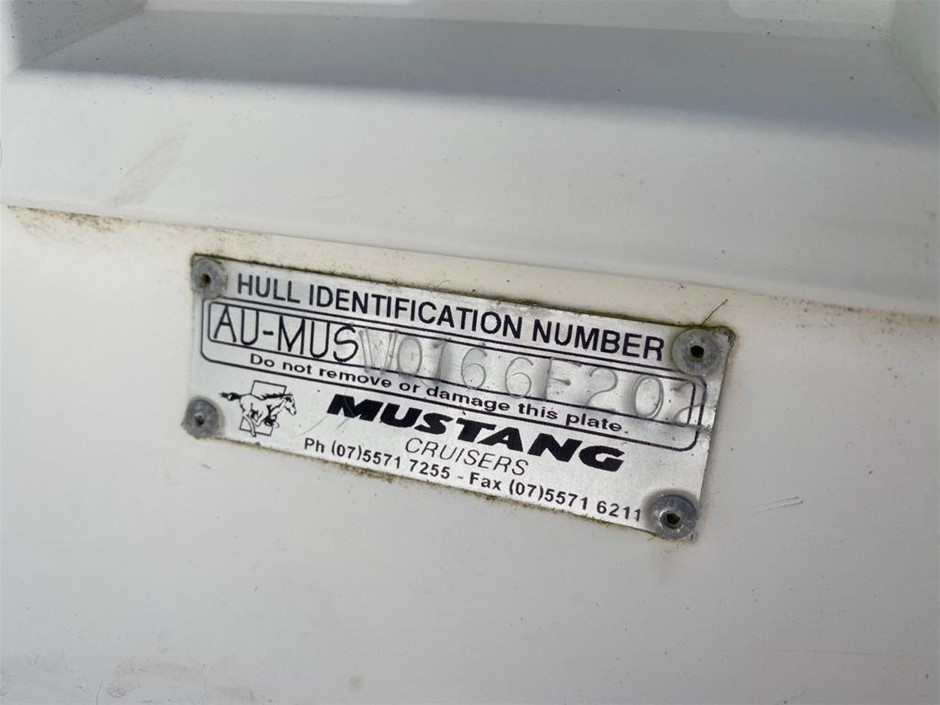 HULL IDENTIFICATION NUMBER
AU-MUSW0166F202
Do not remove or damage this plate.
MUSTANG
CRUISERS
Ph (07)5571 7255 - Fax (07)5571 6211